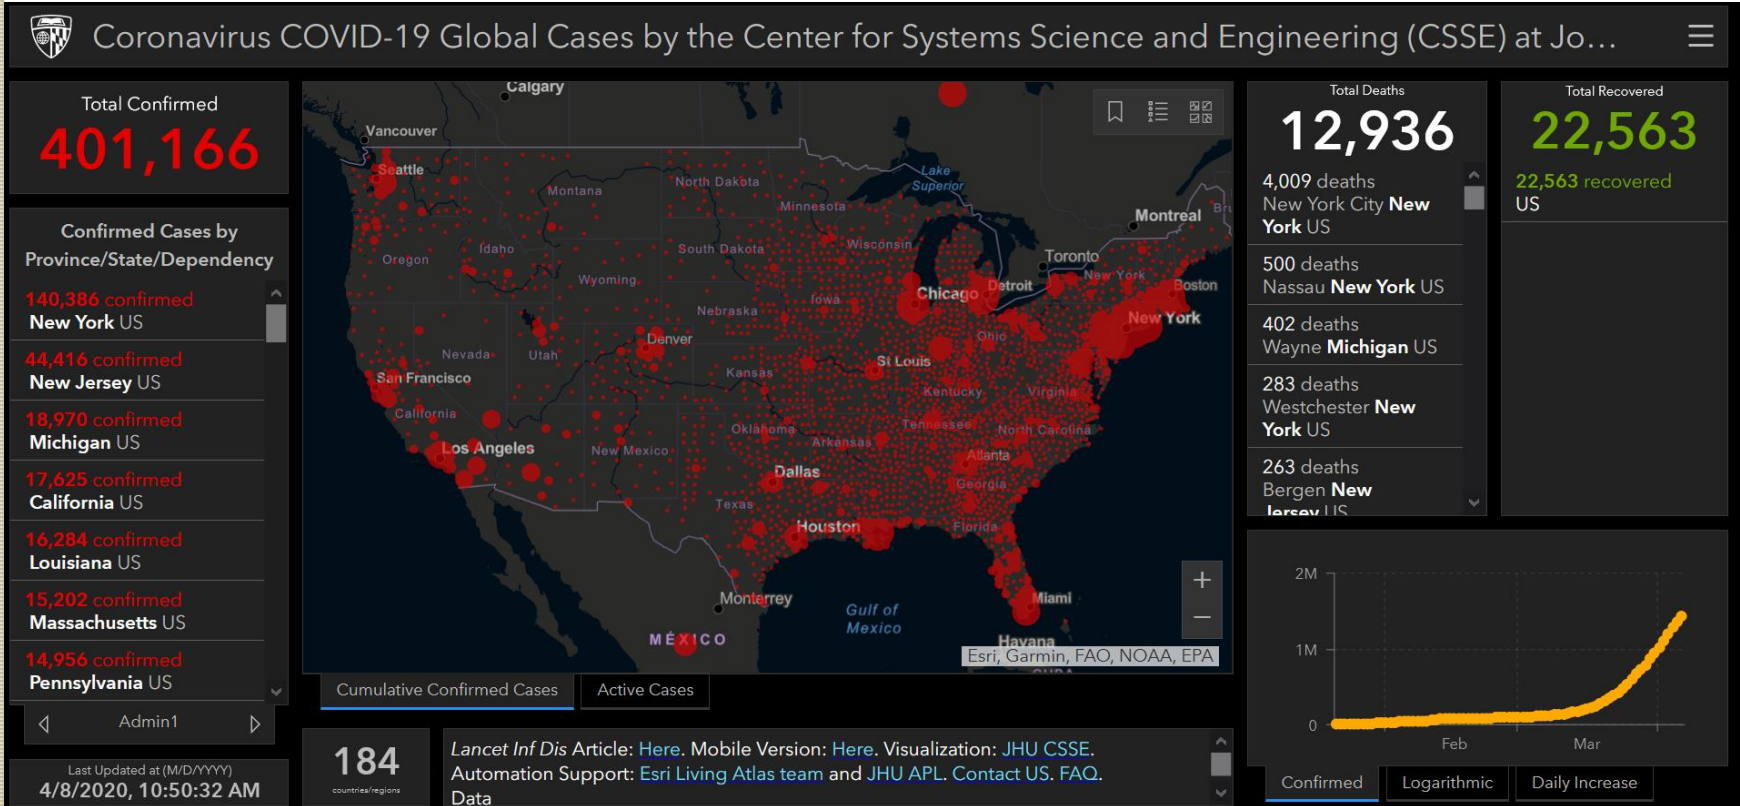 Coronavirus COVID-19 Global Cases by the Center for Systems Science and Engineering (CSSE) at Jo...
Total Confirmed
401,166
Confirmed Cases by
Province/State/Dependency
140,386 confirmed
New York US
44,416 confirmed
New Jersey US
18,970 confirmed
Michigan US
17,625 confirmed
California US
16,284 confirmed
Louisiana US
15,202 confirmed
Massachusetts US
14,956 confirmed
Pennsylvania US
Admin1
Last Updated at (M/D/YYYY)
4/8/2020, 10:50:32 AM
Calgary
Vancouver
Seattle
Montana
North Dakota
Lake
Superior
Minnesota
Montreal
Oregon
Idaho
South Dakota
Wisconsin
Toronto
Wyoming
New York
Iowa
Chicago
Detroit
Boston
Nebraska
New York
Nevada
Utah
Denver
Ohio
San Francisco
Kansas
St Louis
Kentucky
Virginia
California
Oklahoma
Arkansas
Tennessee
North Carolina
Los Angeles
New Mexico
Atlanta
Dallas
Georgia
Texas
Houston
Florida
Monterrey
Gulf of
Mexico
Miami
MÉXICO
Havana
Esri, Garmin, FAO, NOAA, EPA
CUBA
+
−
Cumulative Confirmed Cases
Active Cases
184
countries/regions
Lancet Inf Dis Article: Here. Mobile Version: Here. Visualization: JHU CSSE.
Automation Support: Esri Living Atlas team and JHU APL. Contact US. FAQ.
Data
Total Deaths
12,936
4,009 deaths
New York City New
York US
500 deaths
Nassau New York US
402 deaths
Wayne Michigan US
283 deaths
Westchester New
York US
263 deaths
Bergen New
Jersey US
Total Recovered
22,563
22,563 recovered
US
2M
1M
0
Feb
Mar
Confirmed
Logarithmic
Daily Increase